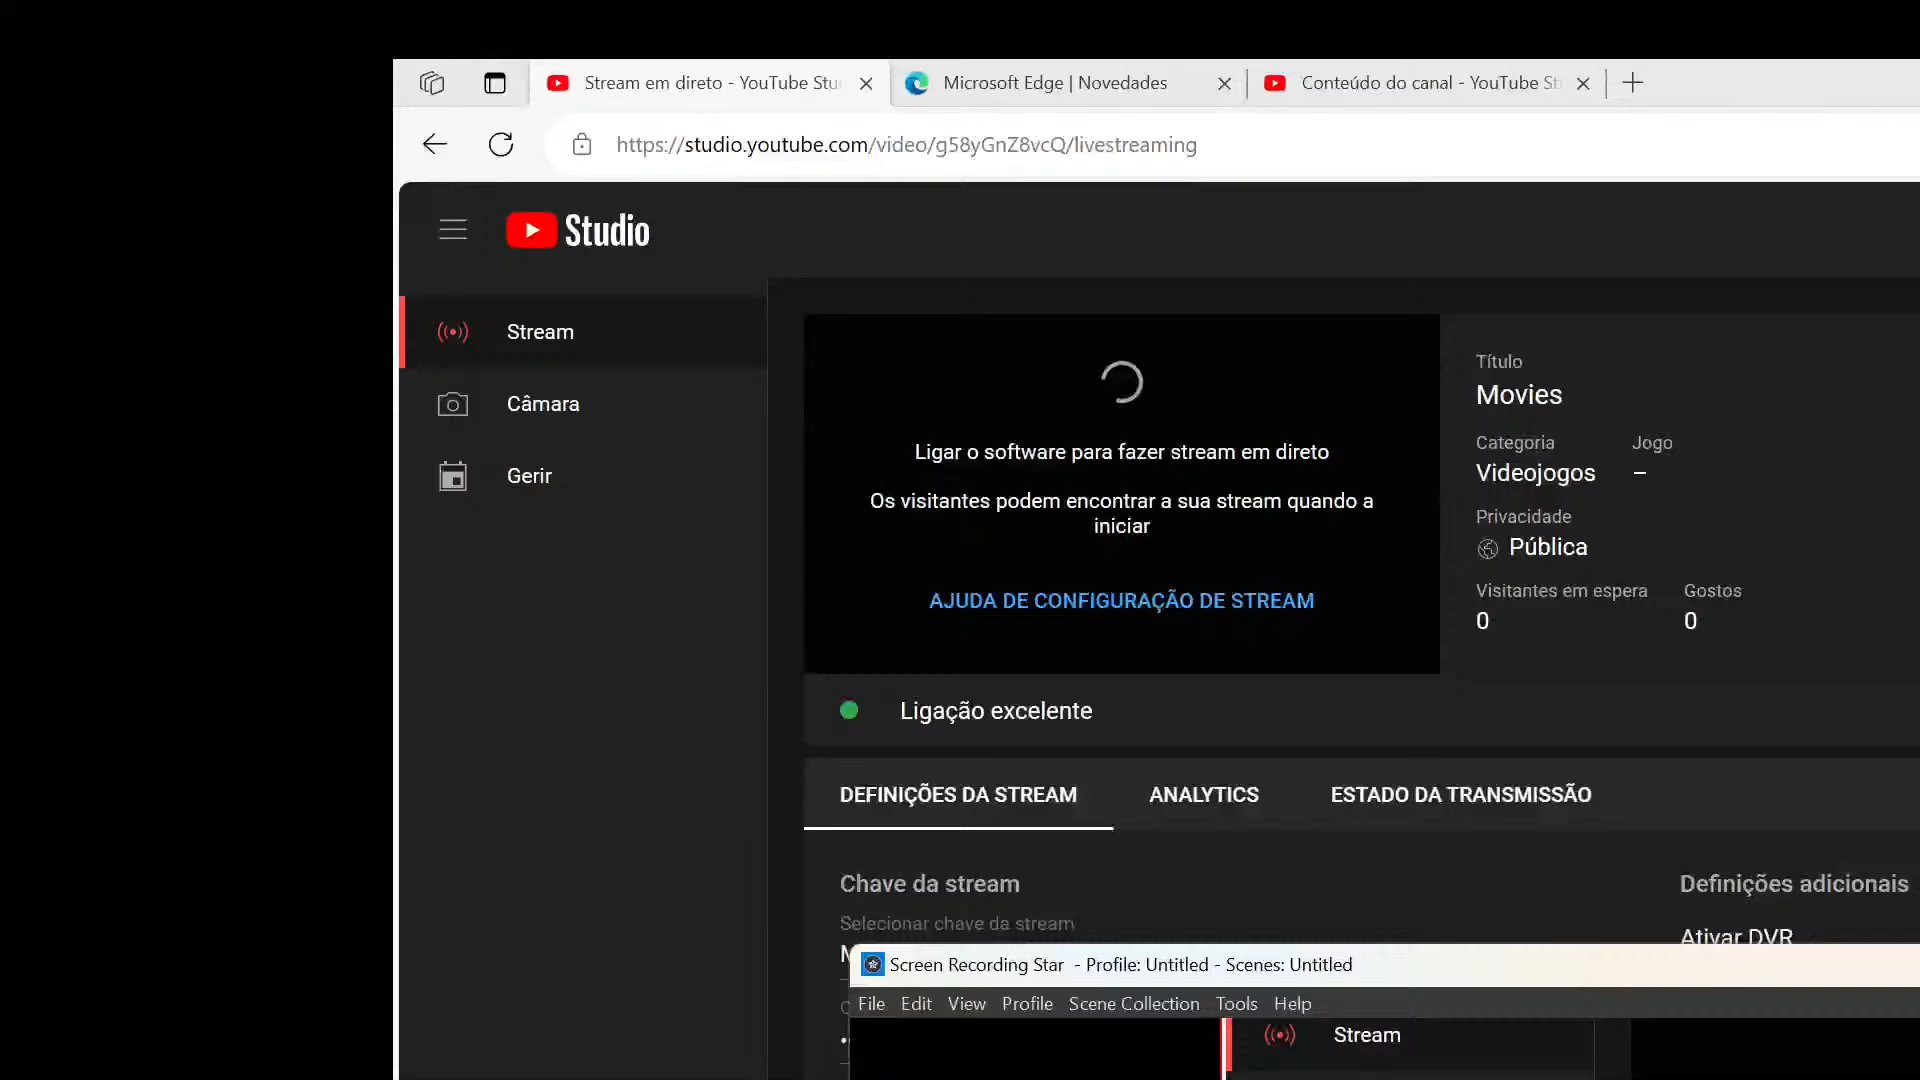 Stream em direto - YouTube Stu
Microsoft Edge | Novedades
Conteúdo do canal - YouTube St
https://studio.youtube.com/video/g58yGnZ8vcQ/livestreaming
Studio
Stream
Câmara
Gerir
Ligar o software para fazer stream em direto
Os visitantes podem encontrar a sua stream quando a
iniciar
AJUDA DE CONFIGURAÇÃO DE STREAM
Título
Movies
Categoria
Jogo
Videojogos
–
Privacidade
Pública
Visitantes em espera
Gostos
0
0
Ligação excelente
DEFINIÇÕES DA STREAM
ANALYTICS
ESTADO DA TRANSMISSÃO
Chave da stream
Definições adicionais
Selecionar chave da stream
Ativar DVR
Screen Recording Star - Profile: Untitled - Scenes: Untitled
File Edit View Profile Scene Collection Tools Help
Stream